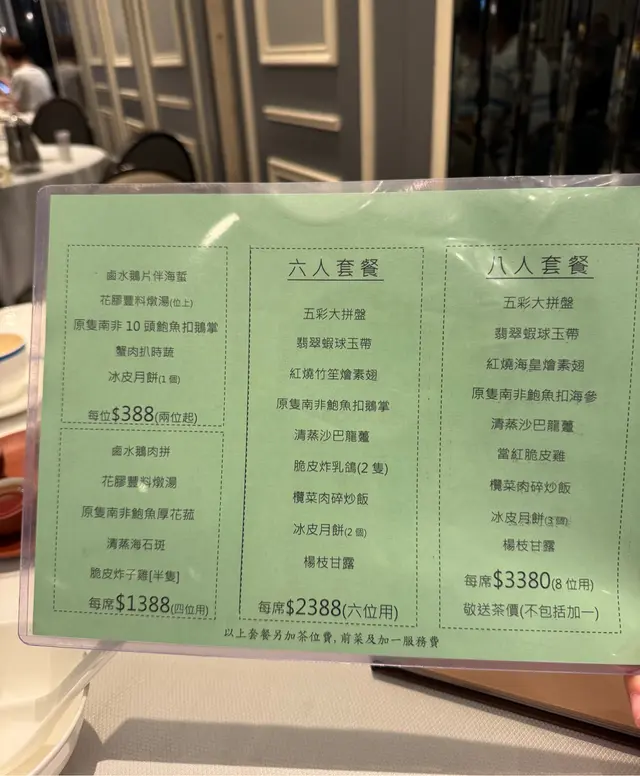 鹵水鵝片伴海蜇
花膠豐料燉湯(位上)
原隻南非10頭鮑魚扣鵝掌
蟹肉扒時蔬
冰皮月餅(1個)
每位$388(兩位起)
鹵水鵝肉拼
花膠豐料燉湯
原隻南非鮑魚厚花菰
清蒸海石斑
脆皮炸子雞[半隻]
每席$1388(四位用)
六人套餐
五彩大拼盤
翡翠蝦球玉帶
紅燒竹笙燴素翅
原隻南非鮑魚扣鵝掌
清蒸沙巴龍躉
脆皮炸乳鴿(2隻)
欖菜肉碎炒飯
冰皮月餅(2個)
楊枝甘露
每席$2388(六位用)
八人套餐
五彩大拼盤
翡翠蝦球玉帶
紅燒海皇燴素翅
原隻南非鮑魚扣海參
清蒸沙巴龍躉
當紅脆皮雞
欖菜肉碎炒飯
冰皮月餅(3個)
楊枝甘露
每席$3380(8位用)
敬送茶價(不包括加一)
以上套餐另加茶位費,前菜及加一服務費